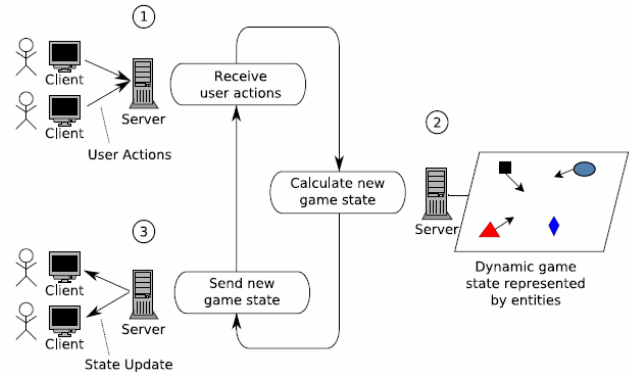 1
Client
Client
Server
User Actions
Receive
user actions
2
Calculate new
game state
Server
Dynamic game
state represented
by entities
3
Client
Client
Server
State Update
Send new
game state